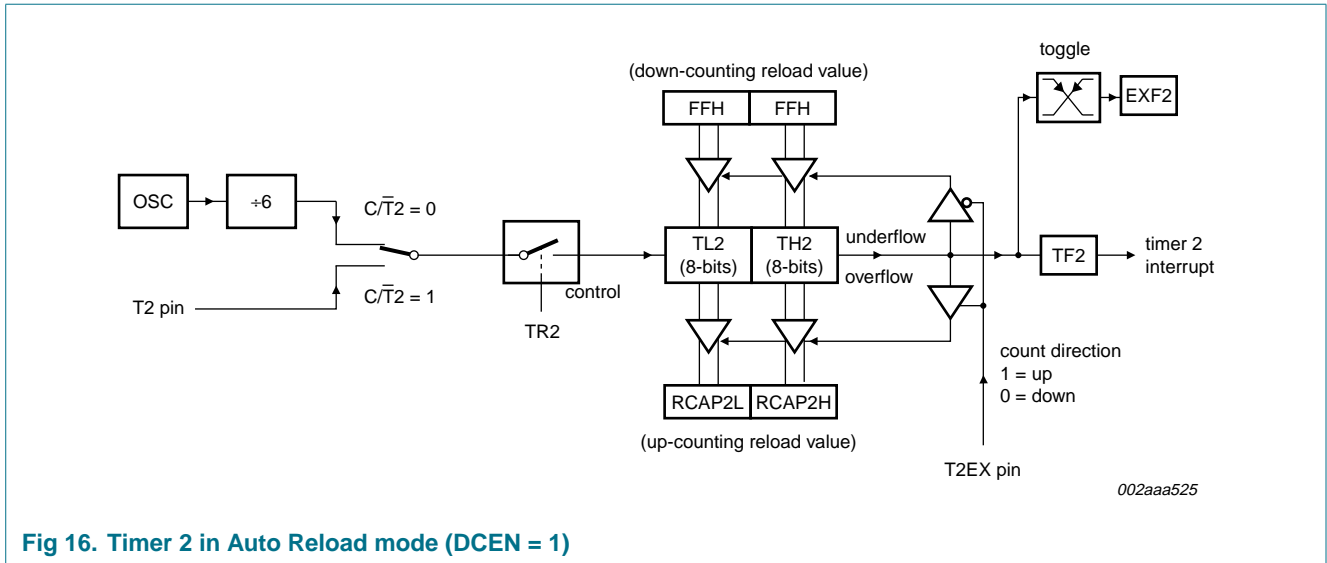 toggle
(down-counting reload value)
FFH FFH
EXF2
OSC
÷6
C/T̅2 = 0
TL2
(8-bits)
TH2
(8-bits)
underflow
overflow
TF2
timer 2
interrupt
C/T̅2 = 1
control
T2 pin
TR2
count direction
1 = up
0 = down
RCAP2L RCAP2H
(up-counting reload value)
T2EX pin
002aaa525
Fig 16. Timer 2 in Auto Reload mode (DCEN = 1)